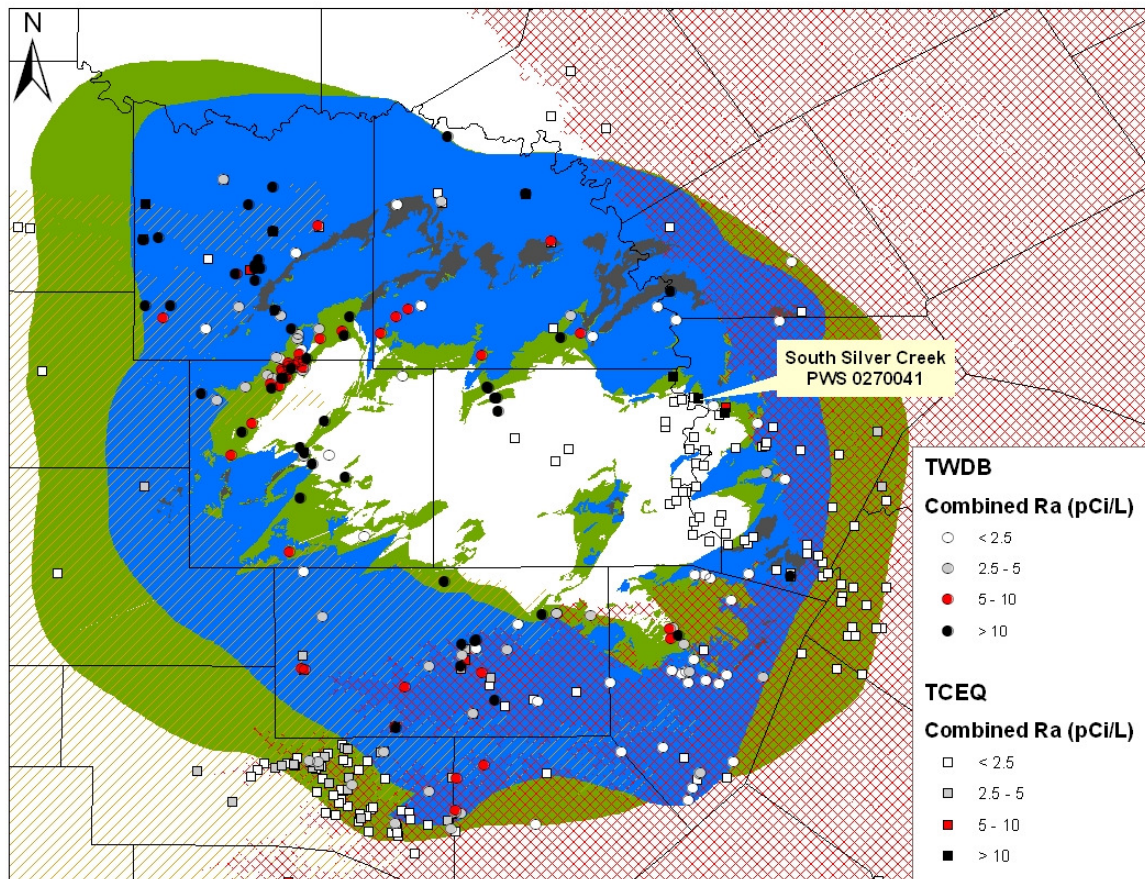 N
South Silver Creek
PWS 0270041
TWDB
Combined Ra (pCi/L)
< 2.5
2.5 - 5
5 - 10
> 10
TCEQ
Combined Ra (pCi/L)
< 2.5
2.5 - 5
5 - 10
> 10